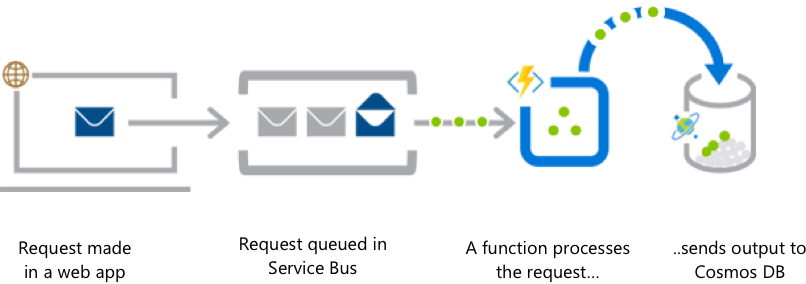 Request made
in a web app
Request queued in
Service Bus
A function processes
the request...
..sends output to
Cosmos DB